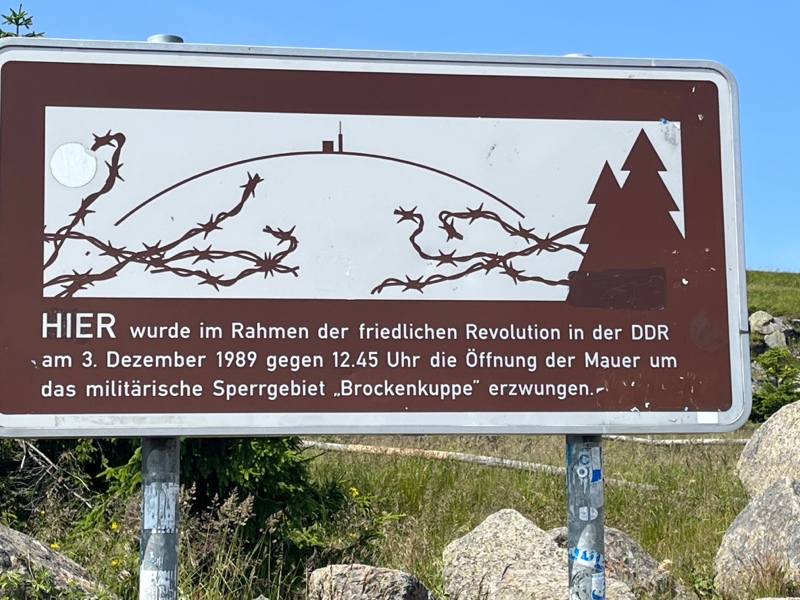 HIER wurde im Rahmen der friedlichen Revolution in der DDR
am 3. Dezember 1989 gegen 12.45 Uhr die Öffnung der Mauer um
das militärische Sperrgebiet „Brockenkuppe" erzwungen.